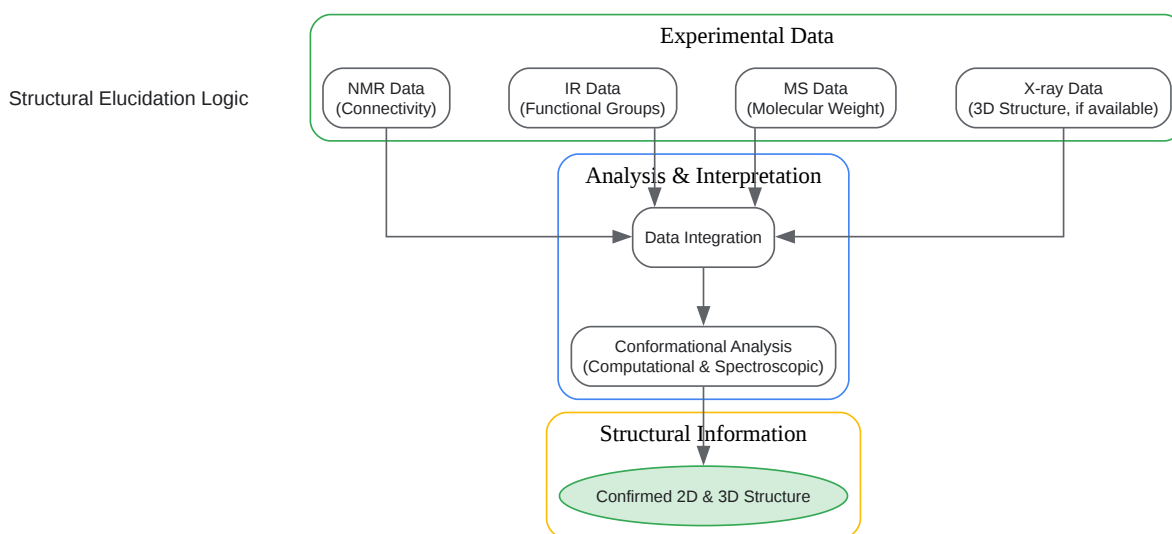 Experimental Data
NMR Data
(Connectivity)
IR Data
(Functional Groups)
MS Data
(Molecular Weight)
X-ray Data
(3D Structure, if available)
Structural Elucidation Logic
Analysis & Interpretation
Data Integration
Conformational Analysis
(Computational & Spectroscopic)
Structural Information
Confirmed 2D & 3D Structure